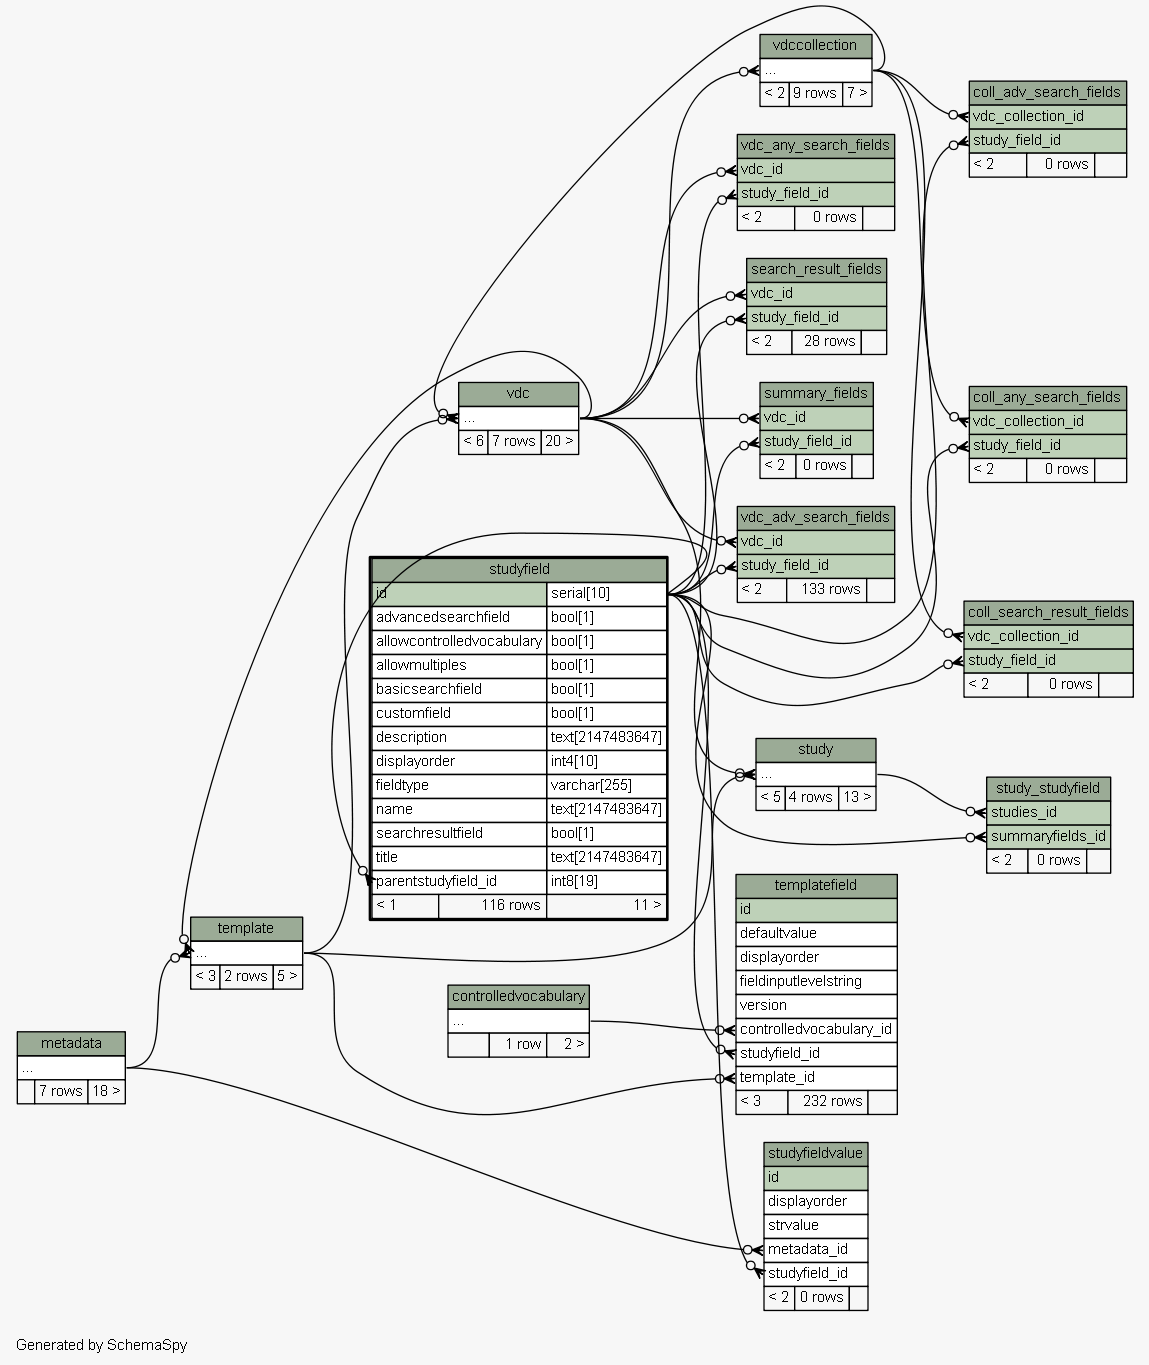 vdccollection
...
< 2 9 rows 7 >
coll_adv_search_fields
vdc_collection_id
study_field_id
< 2 0 rows
vdc_any_search_fields
vdc_id
study_field_id
< 2 0 rows
search_result_fields
vdc_id
study_field_id
< 2 28 rows
vdc
...
< 6 7 rows 20 >
summary_fields
vdc_id
study_field_id
< 2 0 rows
coll_any_search_fields
vdc_collection_id
study_field_id
< 2 0 rows
vdc_adv_search_fields
vdc_id
study_field_id
< 2 133 rows
studyfield
id serial[10]
advancedsearchfield bool[1]
allowcontrolledvocabulary bool[1]
allowmultiples bool[1]
basicsearchfield bool[1]
customfield bool[1]
description text[2147483647]
displayorder int4[10]
fieldtype varchar[255]
name text[2147483647]
searchresultfield bool[1]
title text[2147483647]
parentstudyfield_id int8[19]
< 1 116 rows 11 >
coll_search_result_fields
vdc_collection_id
study_field_id
< 2 0 rows
study
...
< 5 4 rows 13 >
study_studyfield
studies_id
summaryfields_id
< 2 0 rows
templatefield
id
defaultvalue
displayorder
fieldinputlevelstring
version
controlledvocabulary_id
studyfield_id
template_id
< 3 232 rows
template
...
< 3 2 rows 5 >
controlledvocabulary
...
1 row 2 >
metadata
...
7 rows 18 >
studyfieldvalue
id
displayorder
strvalue
metadata_id
studyfield_id
< 2 0 rows
Generated by SchemaSpy